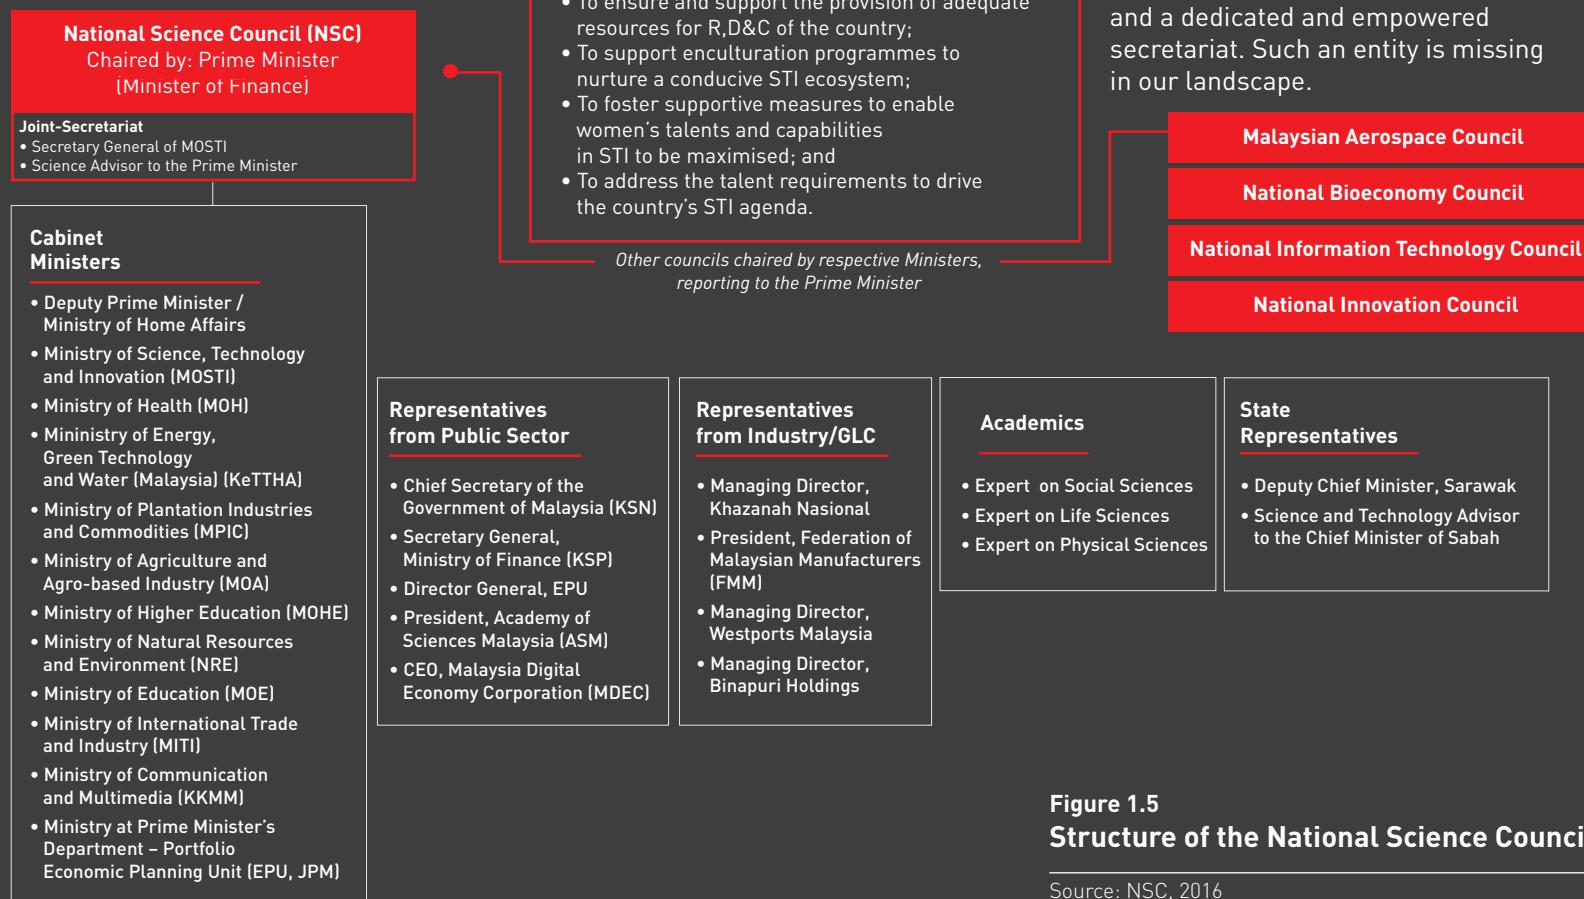 National Science Council (NSC)
Chaired by: Prime Minister
(Minister of Finance)
Joint-Secretariat
• Secretary General of MOSTI
• Science Advisor to the Prime Minister
• To ensure and support the provision of adequate
resources for R,D&C of the country;
• To support enculturation programmes to
nurture a conducive STI ecosystem;
• To foster supportive measures to enable
women's talents and capabilities
in STI to be maximised; and
• To address the talent requirements to drive
the country's STI agenda.
and a dedicated and empowered
secretariat. Such an entity is missing
in our landscape.
Other councils chaired by respective Ministers,
reporting to the Prime Minister
Malaysian Aerospace Council
National Bioeconomy Council
National Information Technology Council
National Innovation Council
Cabinet
Ministers
• Deputy Prime Minister /
Ministry of Home Affairs
• Ministry of Science, Technology
and Innovation (MOSTI)
• Ministry of Health (MOH)
• Mininistry of Energy,
Green Technology
and Water (Malaysia) (KeTTHA)
• Ministry of Plantation Industries
and Commodities (MPIC)
• Ministry of Agriculture and
Agro-based Industry (MOA)
• Ministry of Higher Education (MOHE)
• Ministry of Natural Resources
and Environment (NRE)
• Ministry of Education (MOE)
• Ministry of International Trade
and Industry (MITI)
• Ministry of Communication
and Multimedia (KKMM)
• Ministry at Prime Minister's
Department – Portfolio
Economic Planning Unit (EPU, JPM)
Representatives
from Public Sector
• Chief Secretary of the
Government of Malaysia (KSN)
• Secretary General,
Ministry of Finance (KSP)
• Director General, EPU
• President, Academy of
Sciences Malaysia (ASM)
• CEO, Malaysia Digital
Economy Corporation (MDEC)
Representatives
from Industry/GLC
• Managing Director,
Khazanah Nasional
• President, Federation of
Malaysian Manufacturers
(FMM)
• Managing Director,
Westports Malaysia
• Managing Director,
Binapuri Holdings
Academics
• Expert on Social Sciences
• Expert on Life Sciences
• Expert on Physical Sciences
State
Representatives
• Deputy Chief Minister, Sarawak
• Science and Technology Advisor
to the Chief Minister of Sabah
Figure 1.5
Structure of the National Science Counci
Source: NSC, 2016